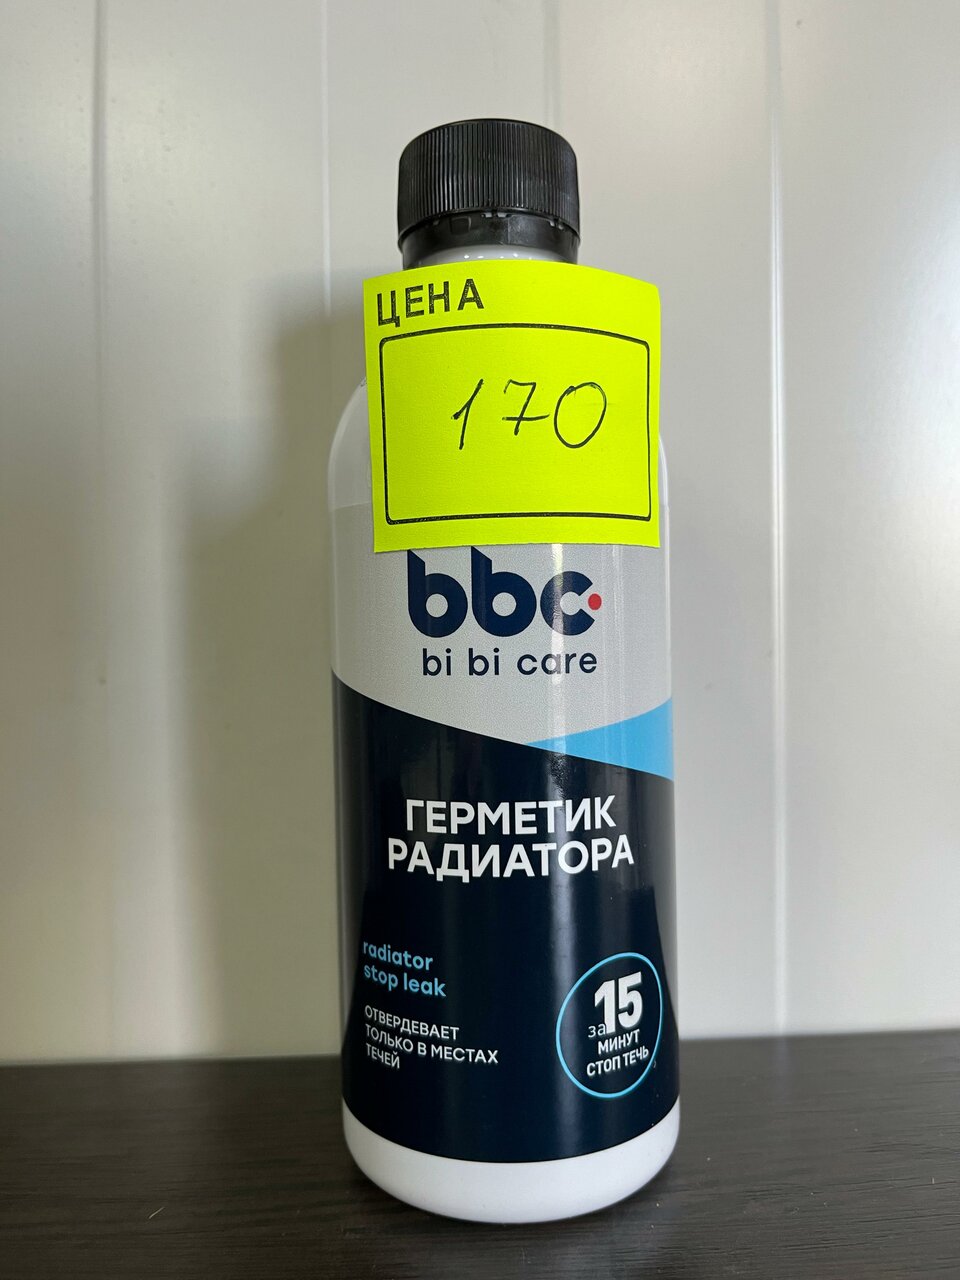 ЦЕНА
170
bbc
bi bi care
ГЕРМЕТИК
РАДИАТОРА
radiator
stop leak
ОТВЕРДЕВАЕТ
ТОЛЬКО В МЕСТАХ
ТЕЧЕЙ
за 15
МИНУТ
СТОП ТЕЧЬ